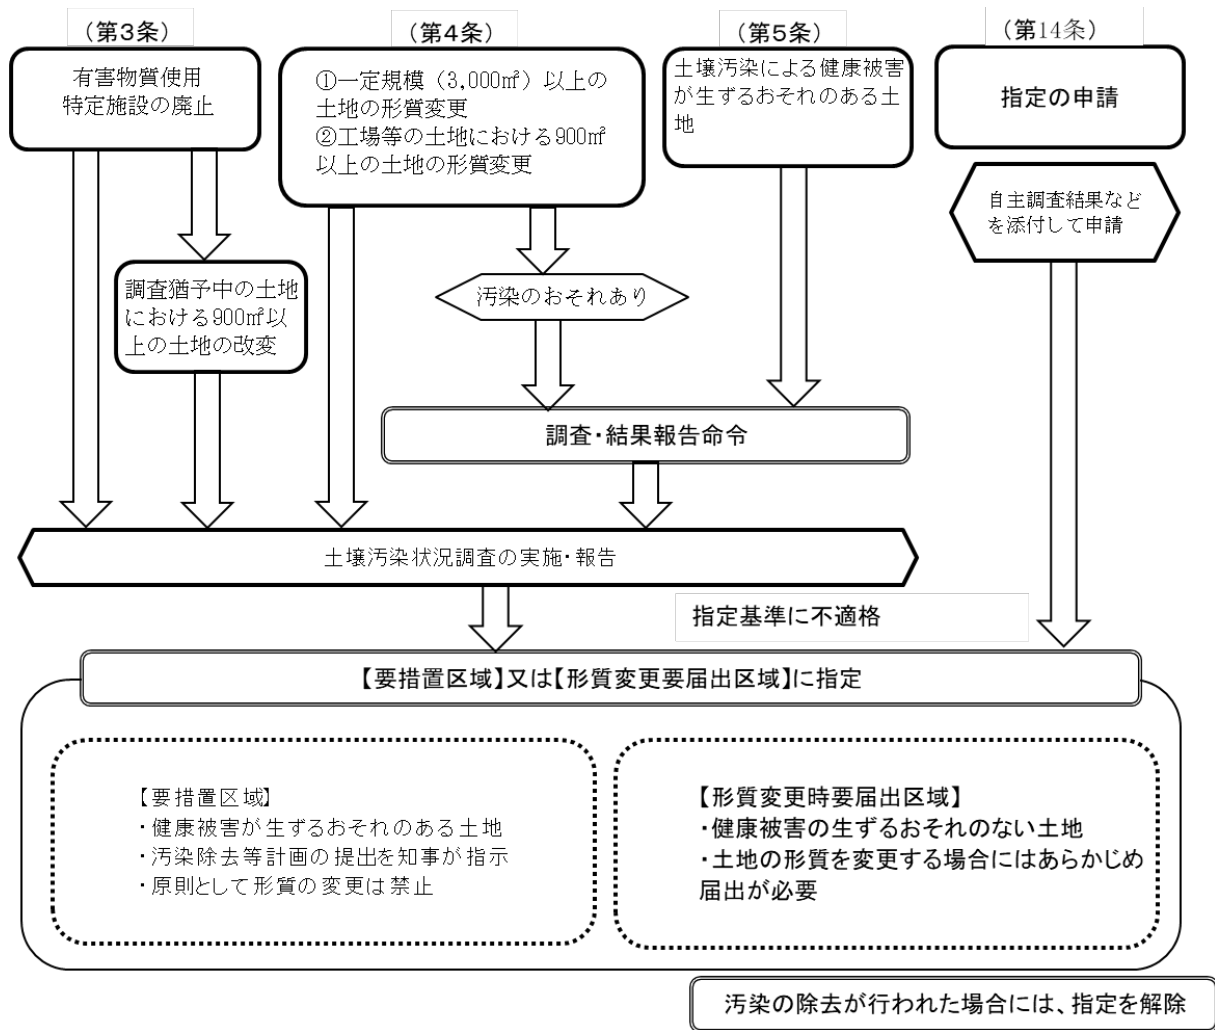 (第3条)
有害物質使用
特定施設の廃止
調査猶予中の土地
における900㎡以
上の土地の改変
(第4条)
①一定規模（3,000㎡）以上の
土地の形質変更
②工場等の土地における900㎡
以上の土地の形質変更
汚染のおそれあり
(第5条)
土壌汚染による健康被害
が生ずるおそれのある土
地
(第14条)
指定の申請
自主調査結果など
を添付して申請
調査・結果報告命令
土壌汚染状況調査の実施・報告
指定基準に不適格
【要措置区域】又は【形質変更要届出区域】に指定
【要措置区域】
・健康被害が生ずるおそれのある土地
・汚染除去等計画の提出を知事が指示
・原則として形質の変更は禁止
【形質変更時要届出区域】
・健康被害の生ずるおそれのない土地
・土地の形質を変更する場合にはあらかじめ
届出が必要
汚染の除去が行われた場合には、指定を解除